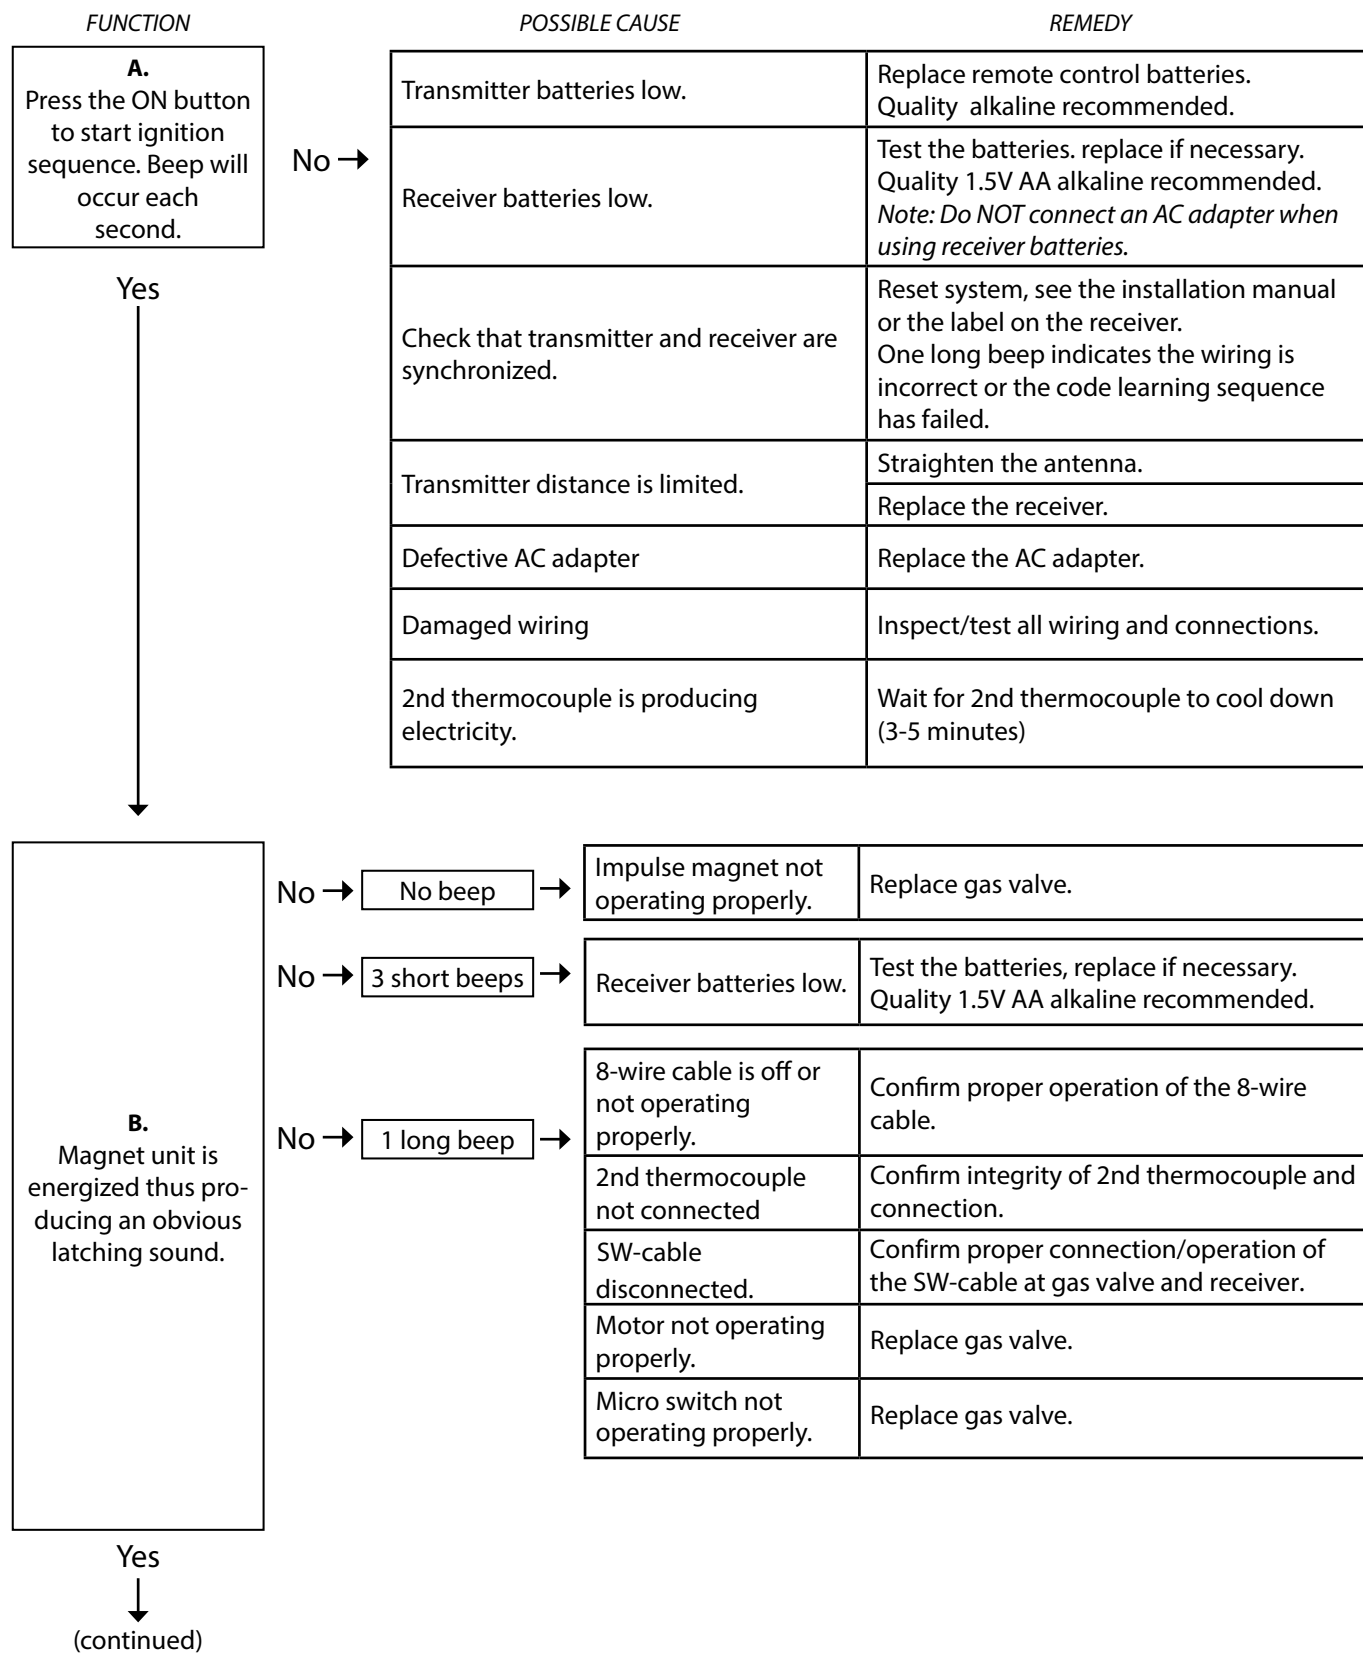 FUNCTION
POSSIBLE CAUSE
REMEDY
A.
Press the ON button
to start ignition
sequence. Beep will
occur each
second.
No
Transmitter batteries low.
Replace remote control batteries.
Quality alkaline recommended.
Receiver batteries low.
Test the batteries. replace if necessary.
Quality 1.5V AA alkaline recommended.
Note: Do NOT connect an AC adapter when
using receiver batteries.
Check that transmitter and receiver are
synchronized.
Reset system, see the installation manual
or the label on the receiver.
One long beep indicates the wiring is
incorrect or the code learning sequence
has failed.
Transmitter distance is limited.
Straighten the antenna.
Replace the receiver.
Defective AC adapter
Replace the AC adapter.
Damaged wiring
Inspect/test all wiring and connections.
2nd thermocouple is producing
electricity.
Wait for 2nd thermocouple to cool down
(3-5 minutes)
Yes
B.
Magnet unit is
energized thus pro-
ducing an obvious
latching sound.
No
No beep
Impulse magnet not
operating properly.
Replace gas valve.
No
3 short beeps
Receiver batteries low.
Test the batteries, replace if necessary.
Quality 1.5V AA alkaline recommended.
No
1 long beep
8-wire cable is off or
not operating
properly.
Confirm proper operation of the 8-wire
cable.
2nd thermocouple
not connected
Confirm integrity of 2nd thermocouple and
connection.
SW-cable
disconnected.
Confirm proper connection/operation of
the SW-cable at gas valve and receiver.
Motor not operating
properly.
Replace gas valve.
Micro switch not
operating properly.
Replace gas valve.
Yes
(continued)